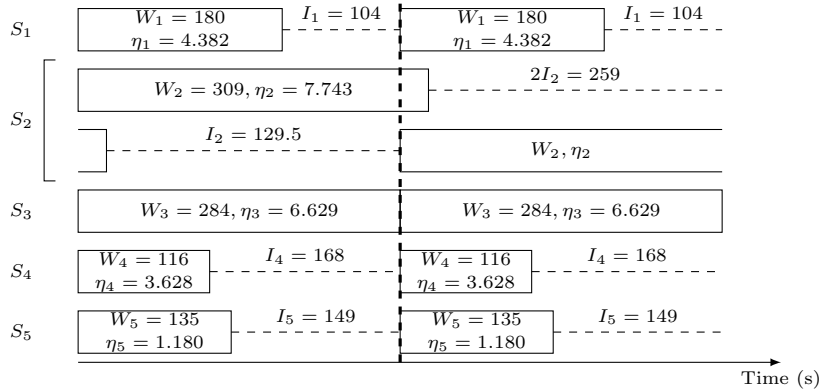 S₁ W₁ = 180 I₁ = 104 W₁ = 180 I₁ = 104
η₁ = 4.382 η₁ = 4.382
S₂ W₂ = 309, η₂ = 7.743 2I₂ = 259
I₂ = 129.5 W₂, η₂
S₃ W₃ = 284, η₃ = 6.629 W₃ = 284, η₃ = 6.629
S₄ W₄ = 116 I₄ = 168 W₄ = 116 I₄ = 168
η₄ = 3.628 η₄ = 3.628
S₅ W₅ = 135 I₅ = 149 W₅ = 135 I₅ = 149
η₅ = 1.180 η₅ = 1.180
Time (s)